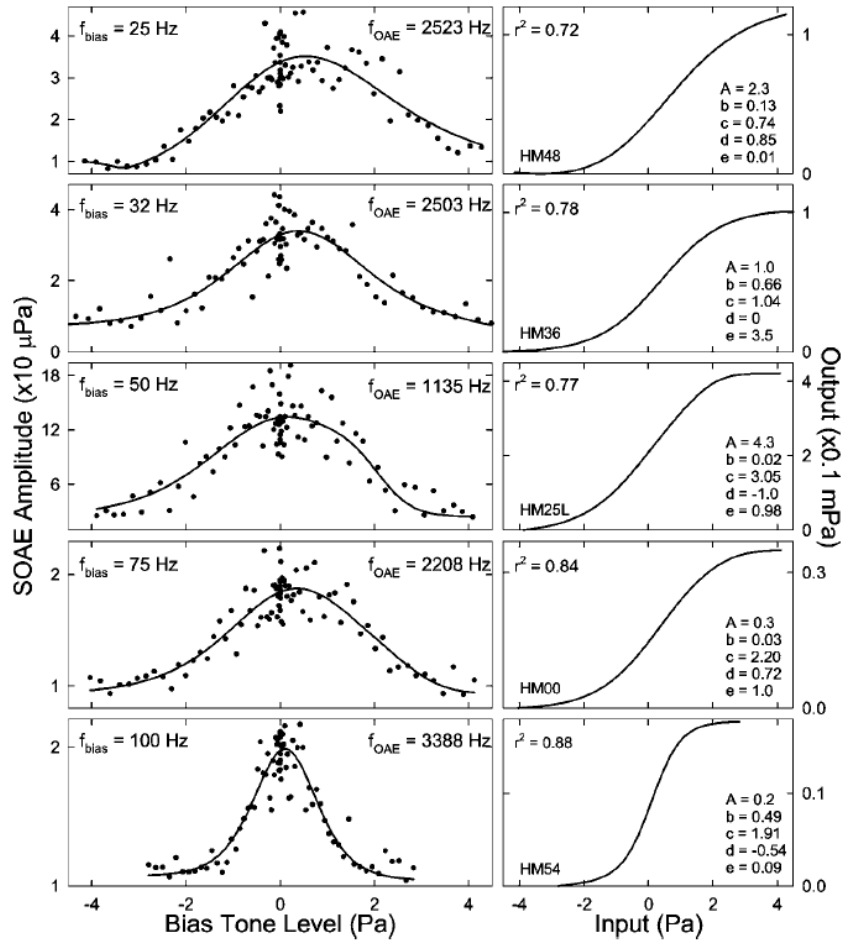 SOAE Amplitude (x10 μPa)
4
3
2
1
f_bias = 25 Hz
f_OAE = 2523 Hz
r² = 0.72
A = 2.3
b = 0.13
c = 0.74
d = 0.85
e = 0.01
HM48
1
0
4
2
0
f_bias = 32 Hz
f_OAE = 2503 Hz
r² = 0.78
A = 1.0
b = 0.66
c = 1.04
d = 0
e = 3.5
HM36
1
0
18
12
6
f_bias = 50 Hz
f_OAE = 1135 Hz
r² = 0.77
A = 4.3
b = 0.02
c = 3.05
d = -1.0
e = 0.98
HM25L
4
2
0
2
1
f_bias = 75 Hz
f_OAE = 2208 Hz
r² = 0.84
A = 0.3
b = 0.03
c = 2.20
d = 0.72
e = 1.0
HM00
0.3
0.0
2
1
f_bias = 100 Hz
f_OAE = 3388 Hz
r² = 0.88
A = 0.2
b = 0.49
c = 1.91
d = -0.54
e = 0.09
HM54
0.1
0.0
Output (x0.1 mPa)
-4 -2 0 2 4
-4 -2 0 2 4
Bias Tone Level (Pa)
Input (Pa)